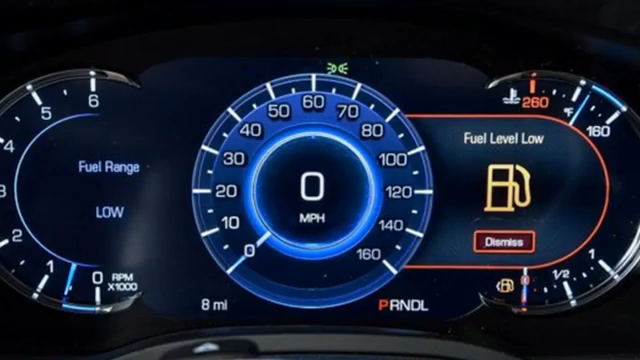 6
5
4
3
2
1
0
RPM
X1000
Fuel Range
LOW
0
10
20
30
40
50
60
70
80
100
120
140
160
0
MPH
8 mi
PRNDL
260
°F
160
Fuel Level Low
Dismiss
0
1/2
1